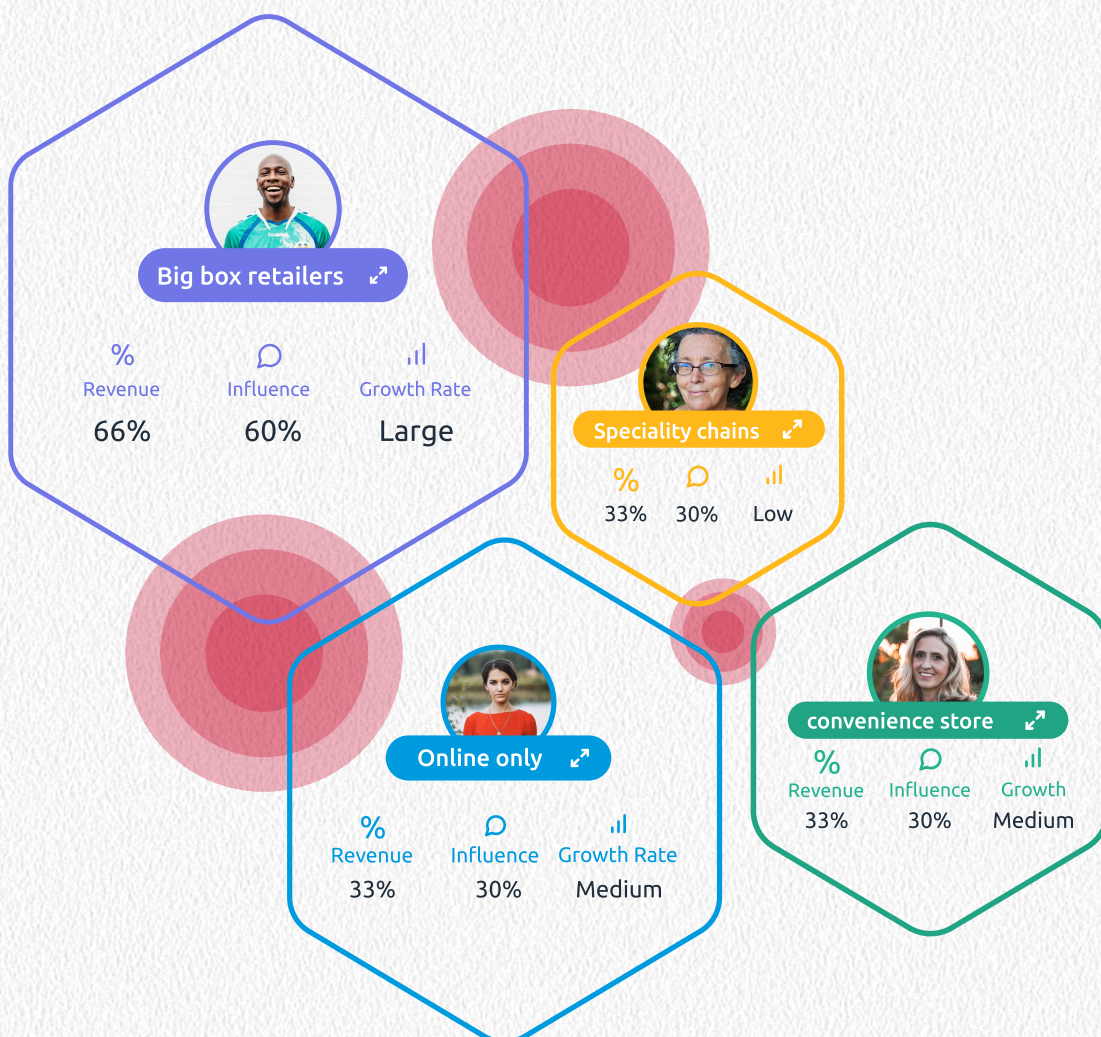 Big box retailers
% 
Revenue Influence Growth Rate
66% 60% Large
Speciality chains
%
33% 30% Low
Online only
%
Revenue Influence Growth Rate
33% 30% Medium
convenience store
%
Revenue Influence Growth
33% 30% Medium